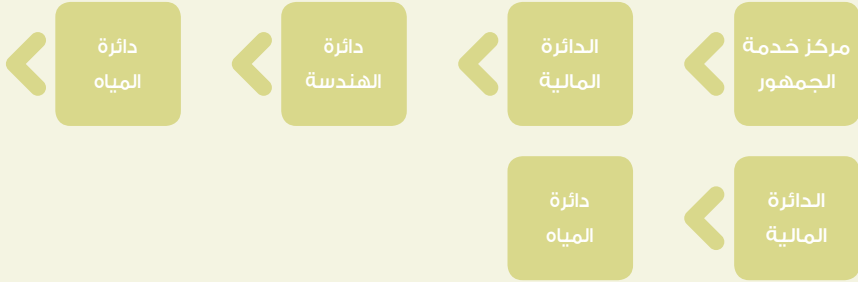 مركز خدمة
الجمهور
الدائرة
المالية
دائرة
الهندسة
دائرة
المياه
الدائرة
المالية
دائرة
المياه